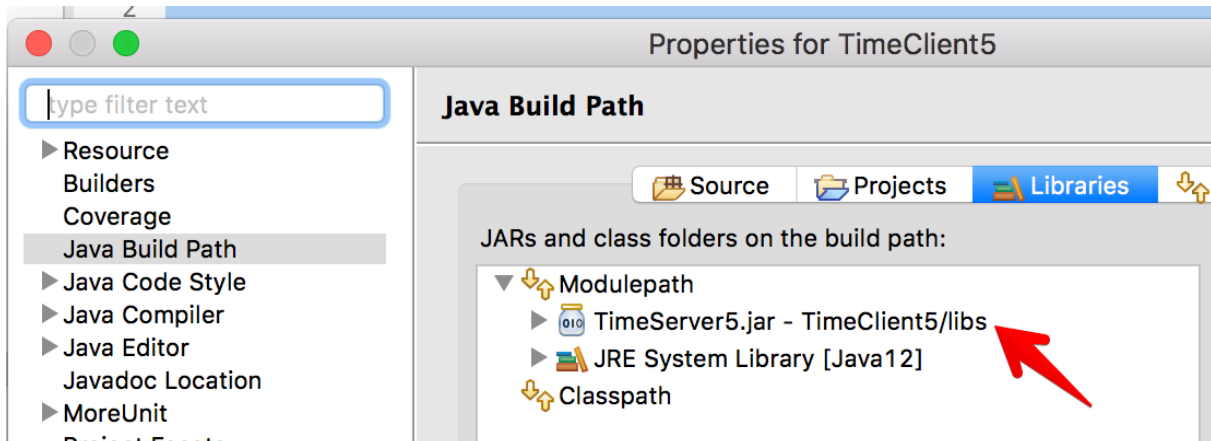 2
Properties for TimeClient5
type filter text
Resource
Builders
Coverage
Java Build Path
Java Code Style
Java Compiler
Java Editor
Javadoc Location
MoreUnit
Java Build Path
Source
Projects
Libraries
JARs and class folders on the build path:
Modulepath
010
TimeServer5.jar - TimeClient5/libs
JRE System Library [Java12]
Classpath